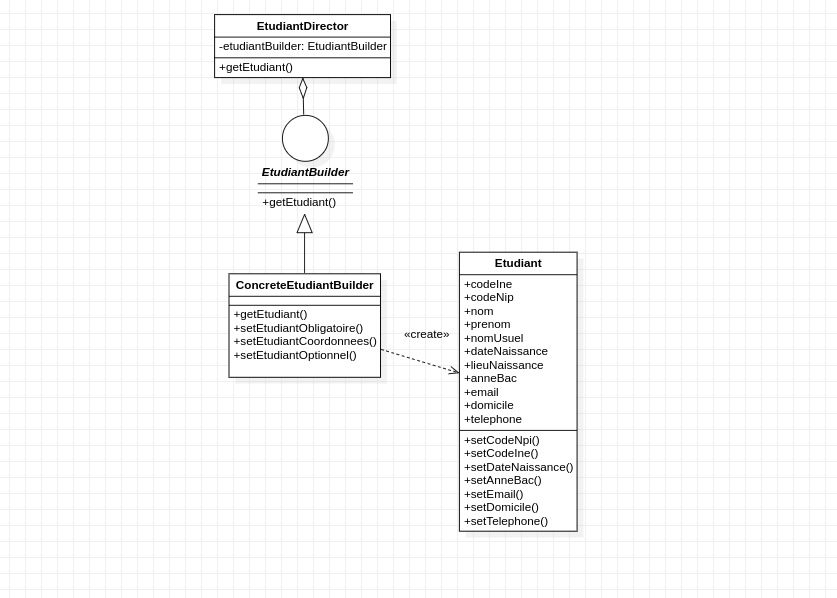 EtudiantDirector
-etudiantBuilder: EtudiantBuilder
+getEtudiant()
EtudiantBuilder
+getEtudiant()
ConcreteEtudiantBuilder
+getEtudiant()
+setEtudiantObligatoire()
+setEtudiantCoordonnees()
+setEtudiantOptionnel()
«create»
Etudiant
+codeIne
+codeNip
+nom
+prenom
+nomUsuel
+dateNaissance
+lieuNaissance
+anneBac
+email
+domicile
+telephone
+setCodeNpi()
+setCodeIne()
+setDateNaissance()
+setAnneBac()
+setEmail()
+setDomicile()
+setTelephone()